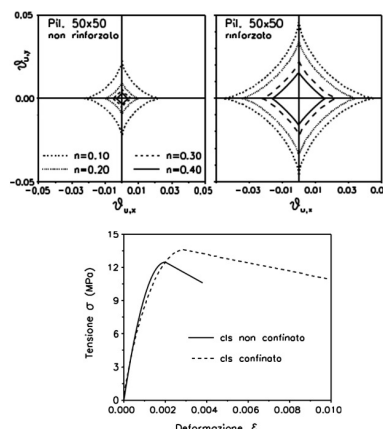 Pil. 50x50
non rinforzato
Pil. 50x50
rinforzato
0.05
0.00
−0.05
ϑu,y
n=0.10
n=0.20
n=0.30
n=0.40
−0.05
−0.03
−0.01
0.01
0.03
0.05
−0.03
−0.01
0.01
0.03
ϑu,x
ϑu,x
15
12
9
6
3
0
Tensione σ (MPa)
cls non confinato
cls confinato
0.000
0.002
0.004
0.006
0.008
0.010
Deformazione ε